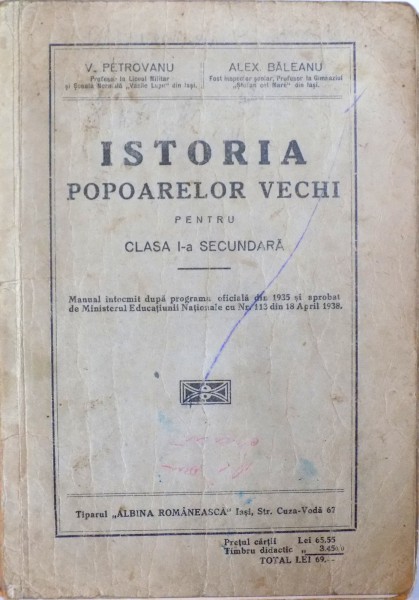 V. PETROVANU
Profesor la Liceul Militar
și Școala Normală „Vasile Lupu" din Iași.
ALEX. BĂLEANU
Fost inspector școlar, Profesor la Gimnaziul
„Ștefan cel Mare" din Iași.
ISTORIA
POPOARELOR VECHI
PENTRU
CLASA I-a SECUNDARĂ
Manual întocmit după programa oficială din 1935 și aprobat
de Ministerul Educațiunii Naționale cu Nr. 113 din 18 April 1938.
Tiparul „ALBINA ROMÂNEASCĂ" Iași, Str. Cuza-Vodă 67
Prețul cărții Lei 65.55
Timbru didactic „ 3.45
TOTAL LEI 69.—